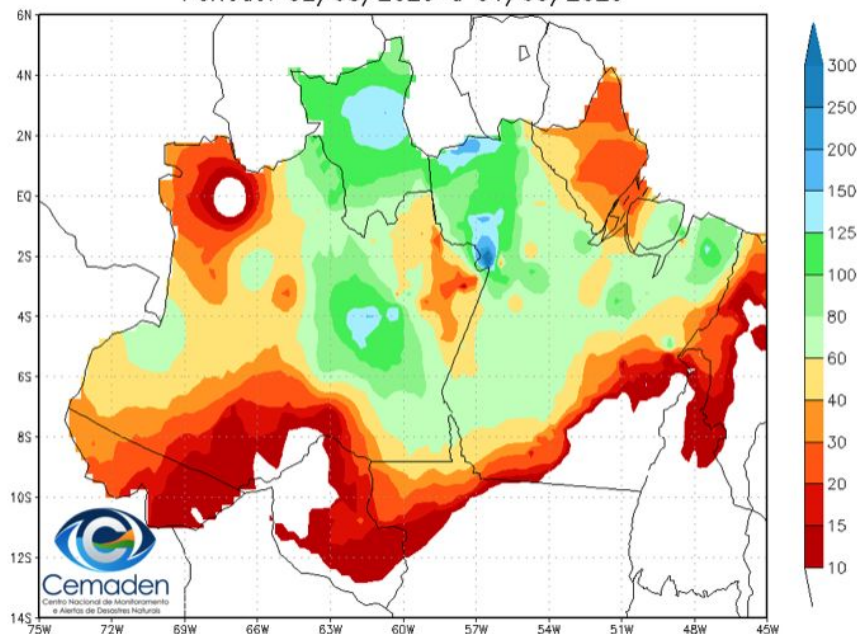 6N
4N
2N
EQ
2S
4S
6S
8S
10S
12S
14S
75W
72W
69W
66W
63W
60W
57W
54W
51W
48W
45W
300
250
200
150
125
100
80
60
40
30
20
15
10
Cemaden
Centro Nacional de Monitoramento
e Alertas de Desastres Naturais